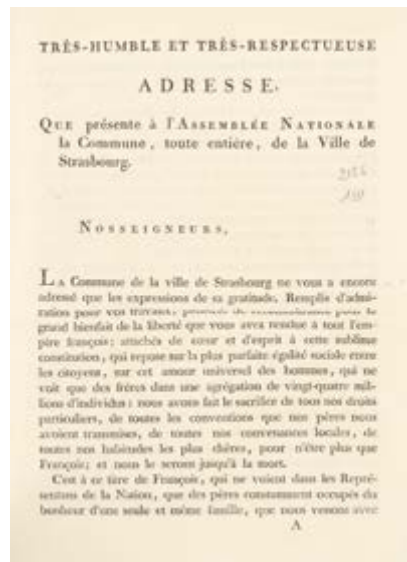 TRÈS-HUMBLE ET TRÈS-RESPECTUEUSE
ADRESSE,
QUE présente à l'ASSEMBLÉE NATIONALE
la Commune, toute entière, de la Ville de
Strasbourg.
NOSSEIGNEURS,
LA Commune de la ville de Strasbourg ne vous a encore
adressé que les expressions de sa gratitude. Remplis d'admi-
ration pour vos travaux, pour le
grand bienfait de la liberté que vous avez rendue à tout l'em-
pire françois; attachés de cœur et d'esprit à cette sublime
constitution, qui repose sur la plus parfaite égalité sociale entre
les citoyens, sur cet amour universel des hommes, qui ne
voit que des frères dans une agrégation de vingt-quatre mil-
lions d'individus: nous avons fait le sacrifice de tous nos droits
particuliers, de toutes les conventions que nos pères nous
avoient transmises, de toutes nos convenances locales, de
toutes nos habitudes les plus chères, pour n'être plus que
François; et nous le serons jusqu'à la mort.
C'est à ce titre de François, qui ne voient dans les Repré-
sentans de la Nation, que des pères constamment occupés du
bonheur d'une seule et même famille, que nous venons avec
A